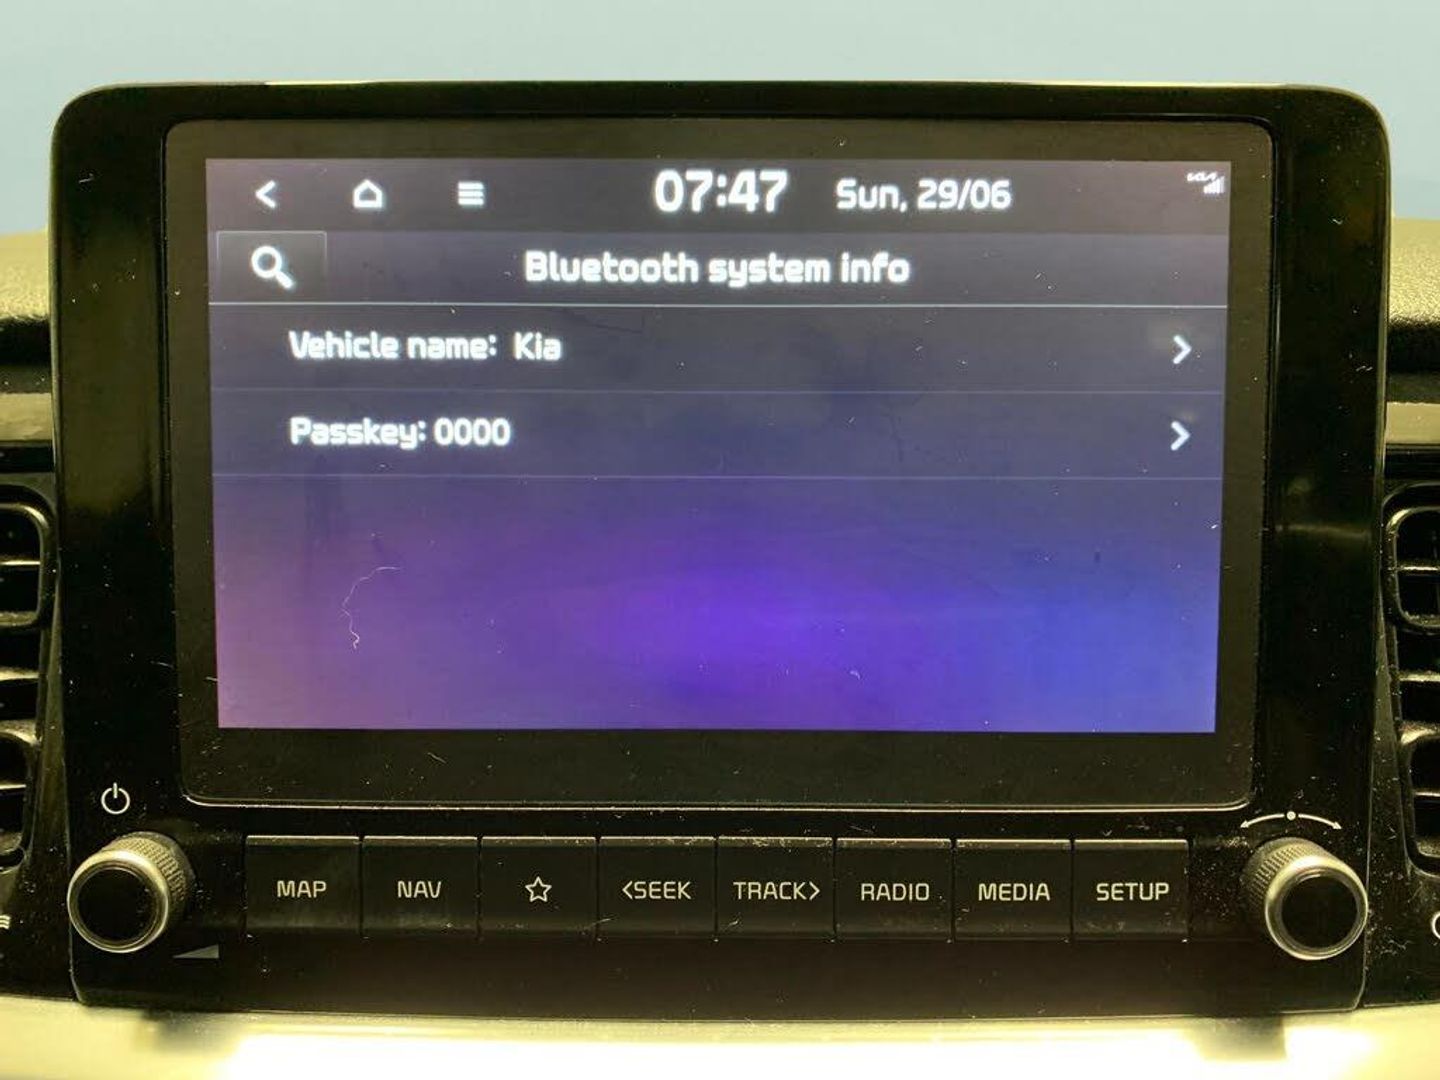 07:47 Sun, 29/06
KIA
Bluetooth system info
Vehicle name: Kia
Passkey: 0000
MAP NAV <SEEK TRACK> RADIO MEDIA SETUP